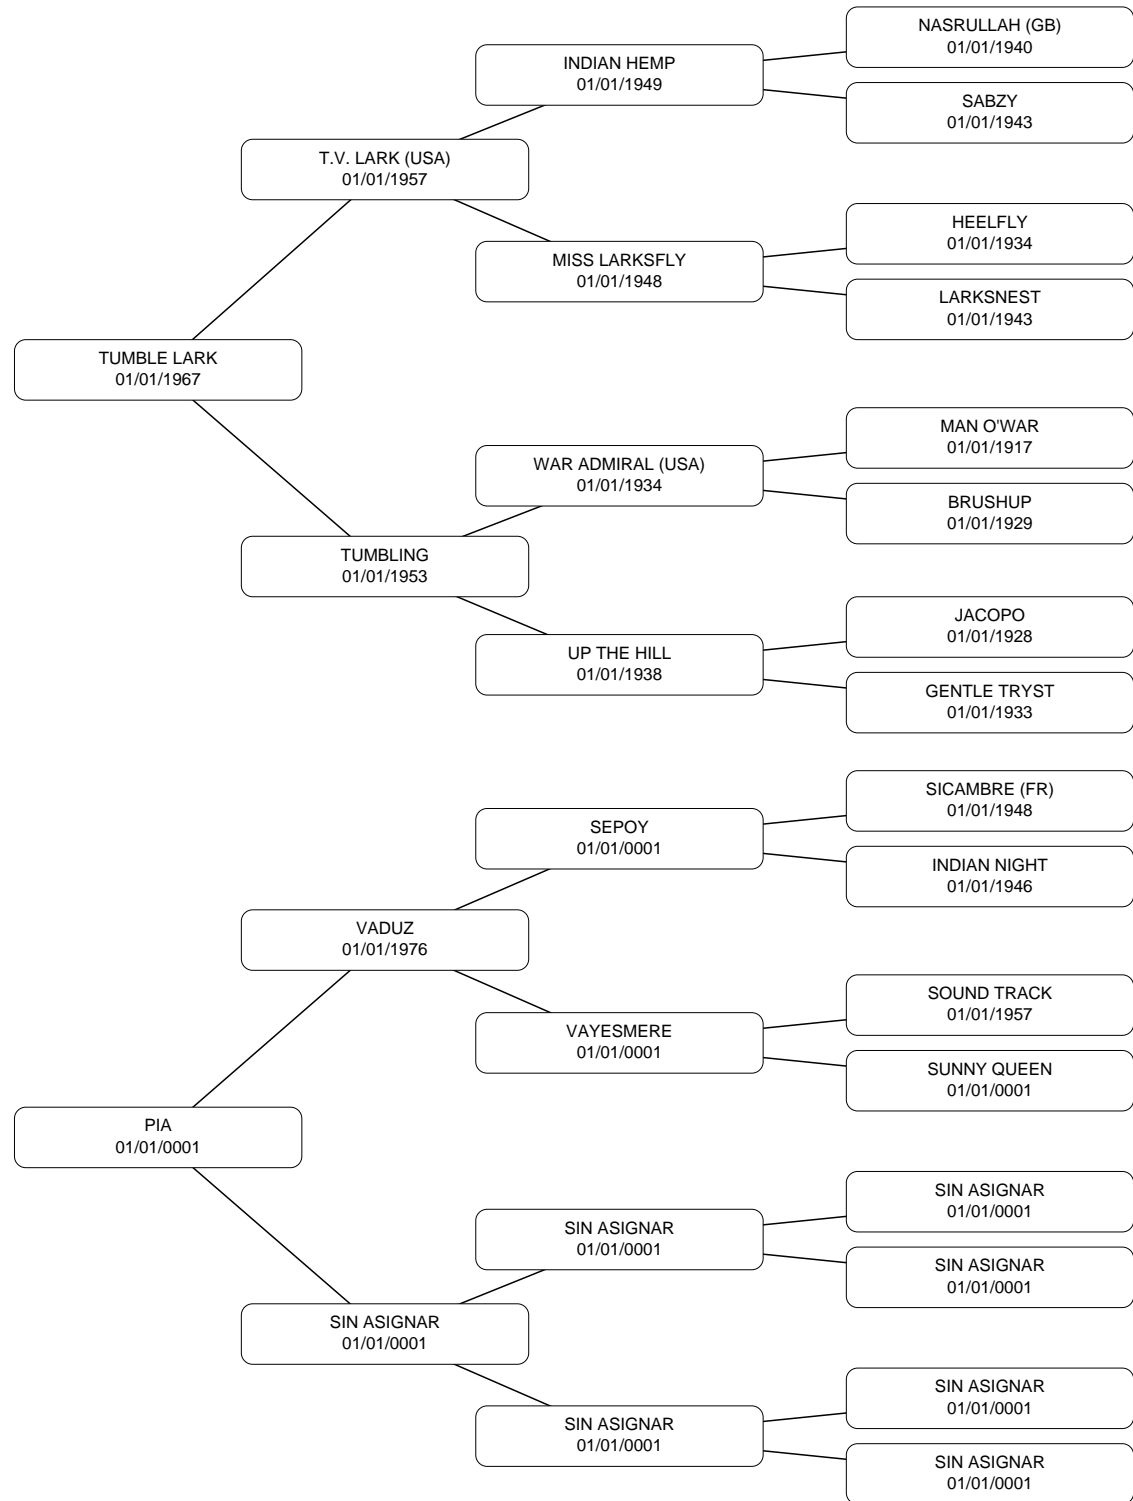 NASRULLAH (GB)
01/01/1940
INDIAN HEMP
01/01/1949
SABZY
01/01/1943
T.V. LARK (USA)
01/01/1957
HEELFLY
01/01/1934
MISS LARKSFLY
01/01/1948
LARKSNEST
01/01/1943
TUMBLE LARK
01/01/1967
MAN O'WAR
01/01/1917
WAR ADMIRAL (USA)
01/01/1934
BRUSHUP
01/01/1929
TUMBLING
01/01/1953
JACOPO
01/01/1928
UP THE HILL
01/01/1938
GENTLE TRYST
01/01/1933
SICAMBRE (FR)
01/01/1948
SEPOY
01/01/0001
INDIAN NIGHT
01/01/1946
VADUZ
01/01/1976
SOUND TRACK
01/01/1957
VAYESMERE
01/01/0001
SUNNY QUEEN
01/01/0001
PIA
01/01/0001
SIN ASIGNAR
01/01/0001
SIN ASIGNAR
01/01/0001
SIN ASIGNAR
01/01/0001
SIN ASIGNAR
01/01/0001
SIN ASIGNAR
01/01/0001
SIN ASIGNAR
01/01/0001
SIN ASIGNAR
01/01/0001